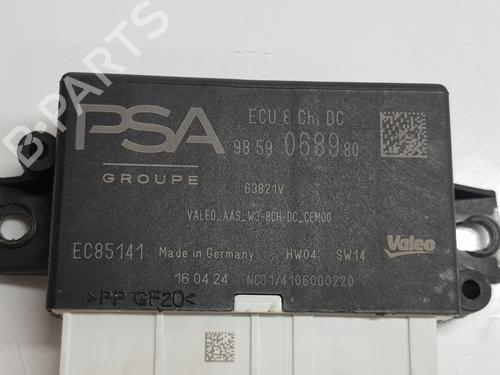 PSA
GROUPE
ECU 8 Ch, DC
98 59 0689 80
63821V
VALEO_AAS_W3-8CH-DC_CEM00
EC85141
Made in Germany
HW04 SW14
Valeo
16 04 24
NC01/4106000220
>PP GF20<